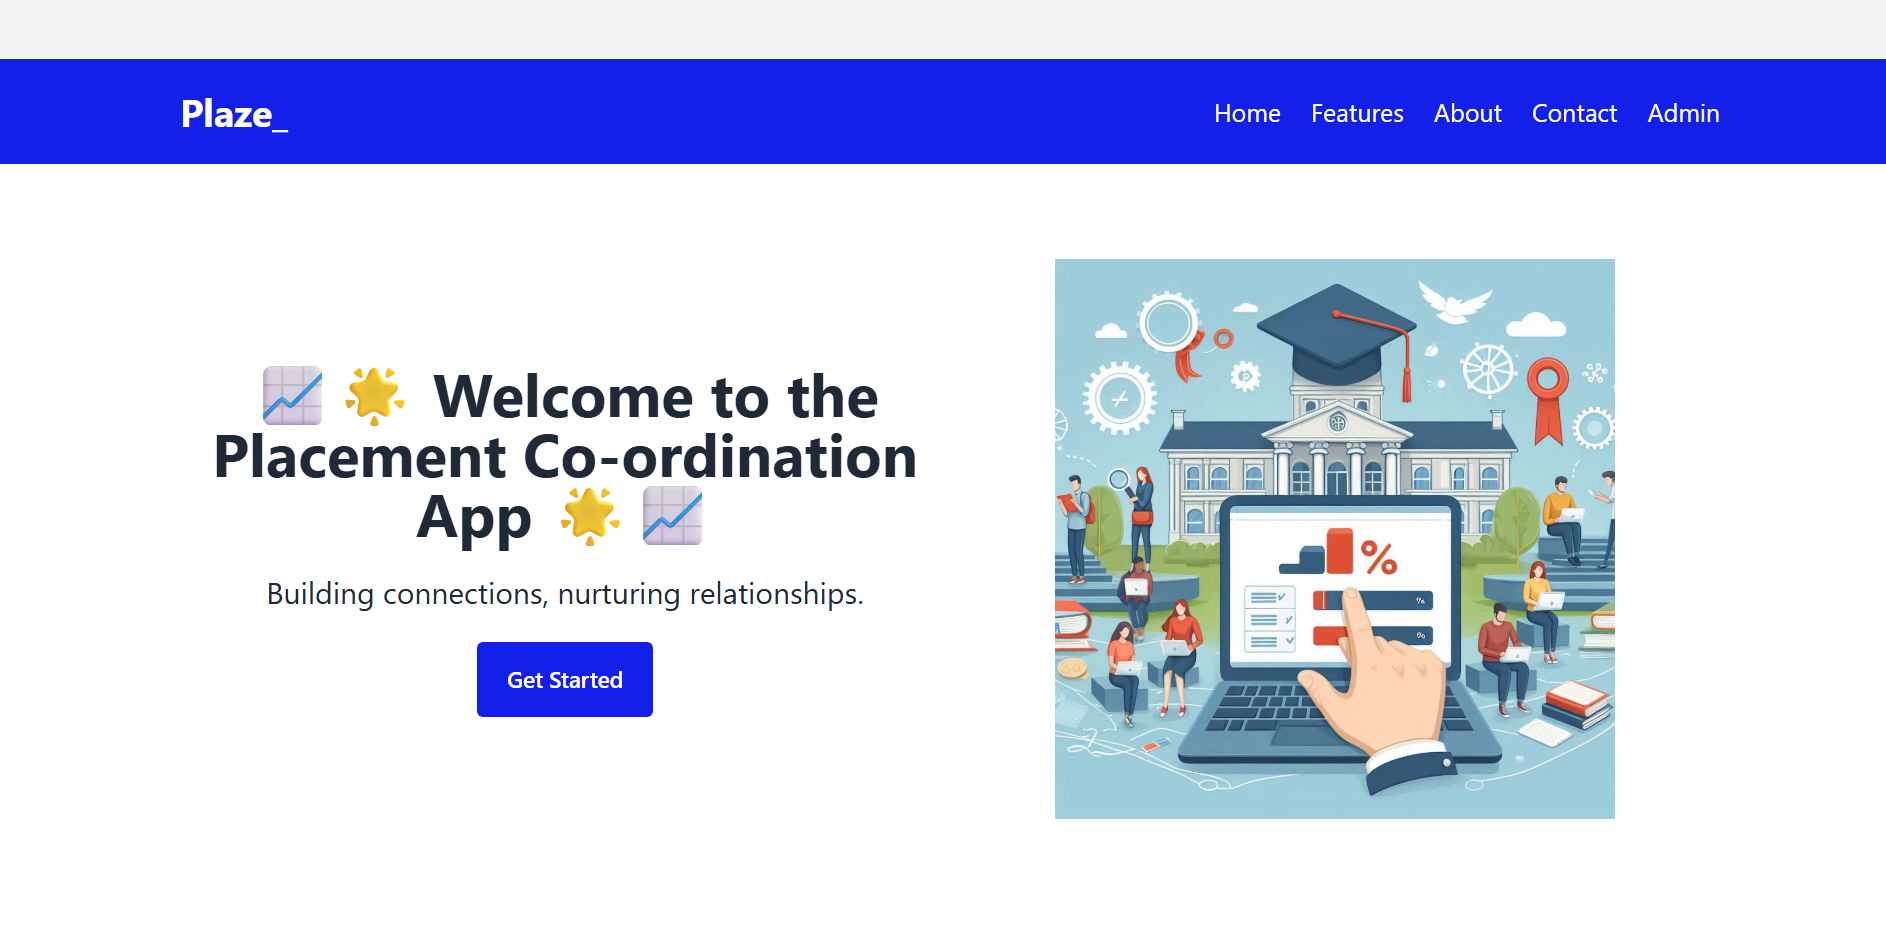 Plaze_
Home Features About Contact Admin
📈 🌟 Welcome to the
Placement Co-ordination
App 🌟 📈
Building connections, nurturing relationships.
Get Started
%
%
%